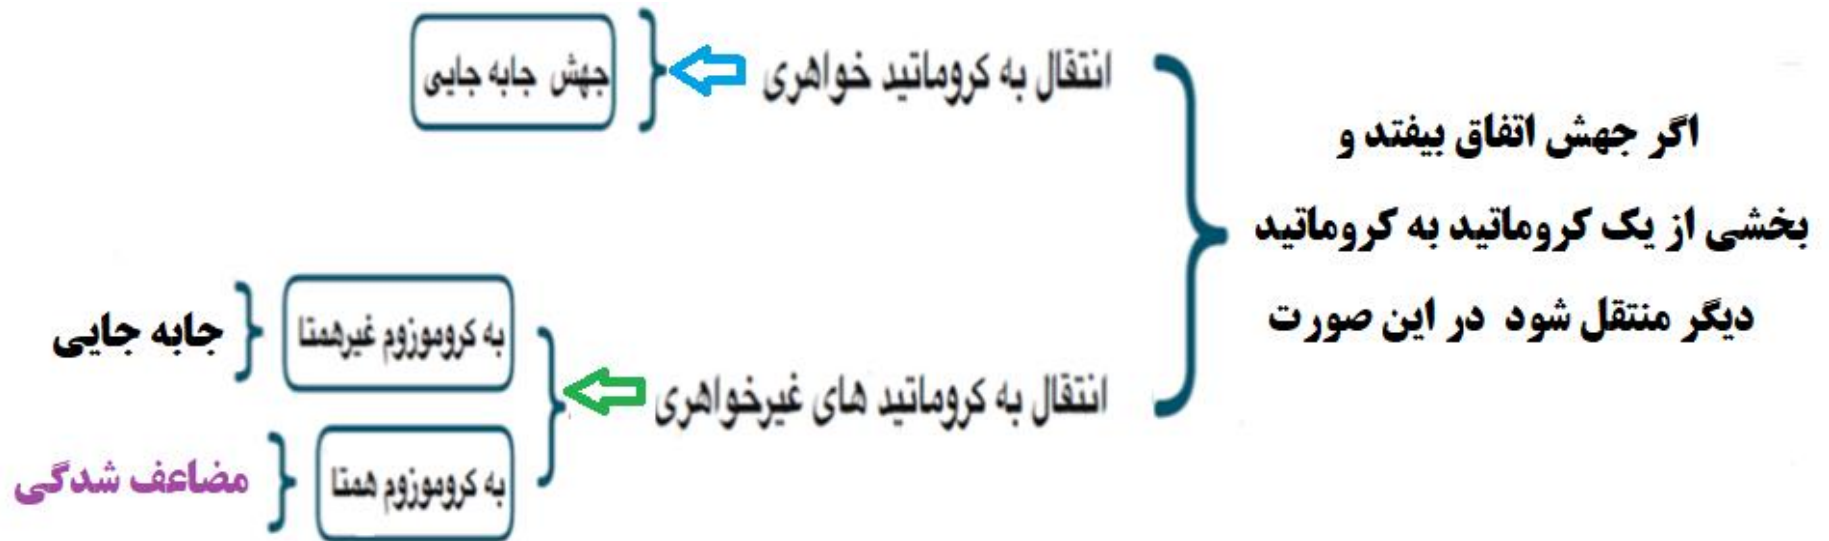 اگر جهش اتفاق بیفتد و
بخشی از یک کروماتید به کروماتید
دیگر منتقل شود در این صورت
انتقال به کروماتید خواهری
جهش جابه جایی
انتقال به کروماتید های غیرخواهری
به کروموزوم غیرهمتا
جابه جایی
به کروموزوم همتا
مضاعف شدگی